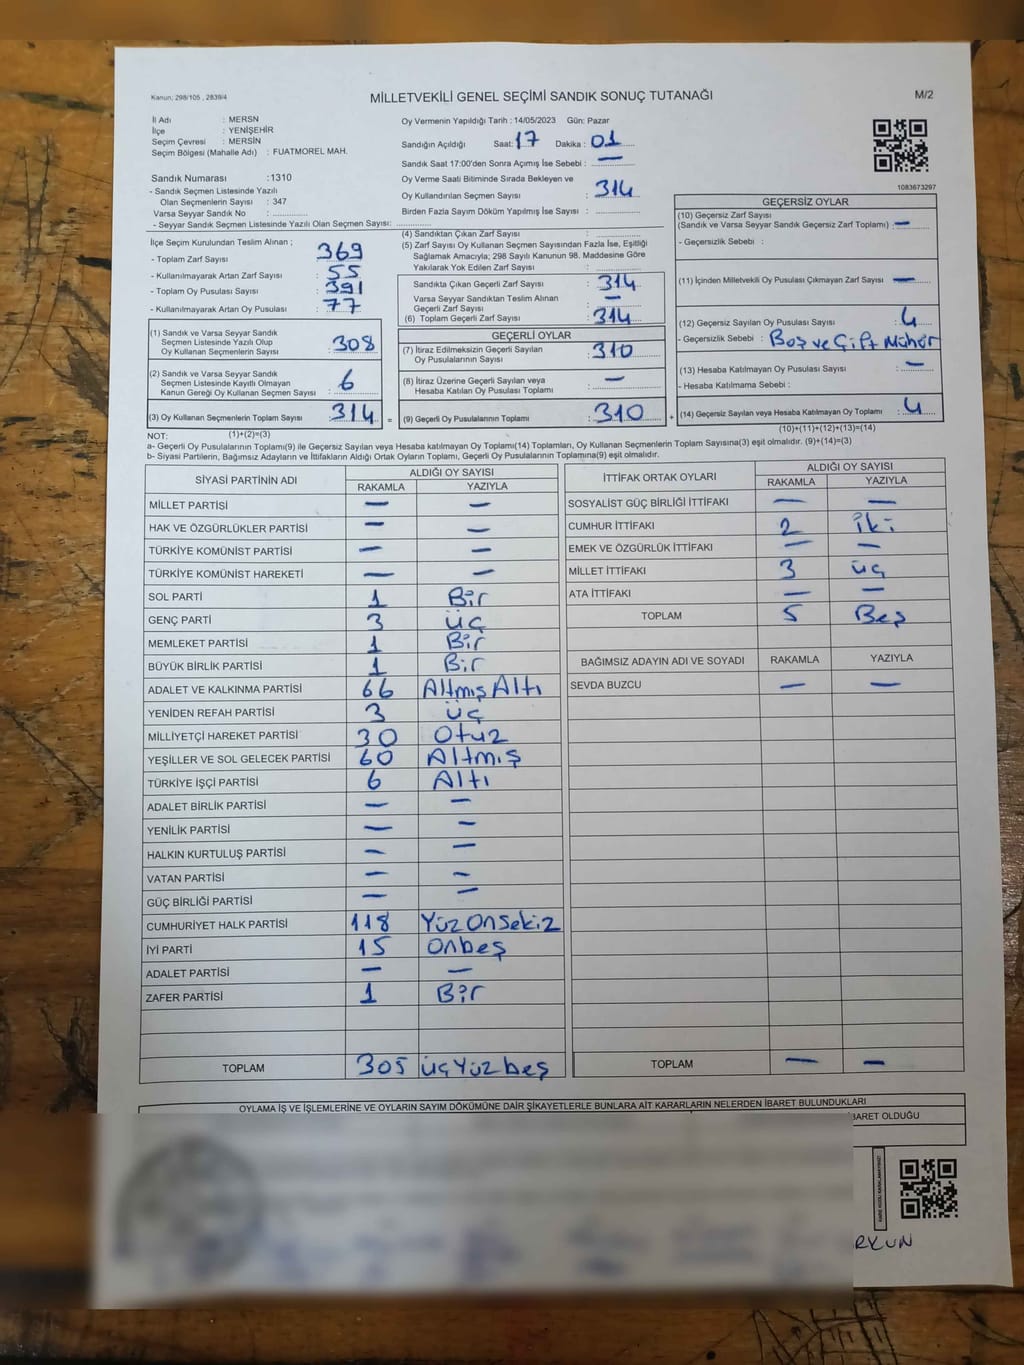 Kanun: 298/105 , 2839/4
MİLLETVEKİLİ GENEL SEÇİMİ SANDIK SONUÇ TUTANAĞI
M/2
İl Adı : MERSN
İlçe : YENİŞEHİR
Seçim Çevresi : MERSİN
Seçim Bölgesi (Mahalle Adı) : FUATMOREL MAH.
Sandık Numarası :1310
- Sandık Seçmen Listesinde Yazılı
Olan Seçmenlerin Sayısı : 347
Varsa Seyyar Sandık No : ............
- Seyyar Sandık Seçmen Listesinde Yazılı Olan Seçmen Sayısı: ............
Oy Vermenin Yapıldığı Tarih : 14/05/2023 Gün: Pazar
Sandığın Açıldığı Saat: 17 Dakika : 01
Sandık Saat 17:00'den Sonra Açımış İse Sebebi : —
Oy Verme Saati Bitiminde Sırada Bekleyen ve
Oy Kullandırılan Seçmen Sayısı : 314
Birden Fazla Sayım Döküm Yapılmış İse Sayısı : ............
1083673297
İlçe Seçim Kurulundan Teslim Alınan ;
- Toplam Zarf Sayısı : 369
- Kullanılmayarak Artan Zarf Sayısı : 55
- Toplam Oy Pusulası Sayısı : 391
- Kullanılmayarak Artan Oy Pusulası : 77
(1) Sandık ve Varsa Seyyar Sandık
Seçmen Listesinde Yazılı Olup
Oy Kullanan Seçmenlerin Sayısı : 308
(2) Sandık ve Varsa Seyyar Sandık
Seçmen Listesinde Kayıtlı Olmayan
Kanun Gereği Oy Kullanan Seçmen Sayısı : 6
(3) Oy Kullanan Seçmenlerin Toplam Sayısı : 314 =
(1)+(2)=(3)
(4) Sandıktan Çıkan Zarf Sayısı : ............
(5) Zarf Sayısı Oy Kullanan Seçmen Sayısından Fazla İse, Eşitliği
Sağlamak Amacıyla; 298 Sayılı Kanunun 98. Maddesine Göre
Yakılarak Yok Edilen Zarf Sayısı : ............
Sandıkta Çıkan Geçerli Zarf Sayısı : 314
Varsa Seyyar Sandıktan Teslim Alınan
Geçerli Zarf Sayısı : —
(6) Toplam Geçerli Zarf Sayısı : 314
GEÇERLİ OYLAR
(7) İtiraz Edilmeksizin Geçerli Sayılan
Oy Pusulalarının Sayısı : 310
(8) İtiraz Üzerine Geçerli Sayılan veya
Hesaba Katılan Oy Pusulası Toplamı : —
(9) Geçerli Oy Pusulalarının Toplamı : 310 +
GEÇERSİZ OYLAR
(10) Geçersiz Zarf Sayısı
(Sandık ve Varsa Seyyar Sandık Geçersiz Zarf Toplamı) : —
- Geçersizlik Sebebi :
(11) İçinden Milletvekili Oy Pusulası Çıkmayan Zarf Sayısı : —
(12) Geçersiz Sayılan Oy Pusulası Sayısı : 4
- Geçersizlik Sebebi : Boş ve Çift Mühür
(13) Hesaba Katılmayan Oy Pusulası Sayısı : —
- Hesaba Katılmama Sebebi :
(14) Geçersiz Sayılan veya Hesaba Katılmayan Oy Toplamı : 4
(10)+(11)+(12)+(13)=(14)
NOT:
a- Geçerli Oy Pusulalarının Toplamı(9) ile Geçersiz Sayılan veya Hesaba katılmayan Oy Toplam(14) Toplamları, Oy Kullanan Seçmenlerin Toplam Sayısına(3) eşit olmalıdır. (9)+(14)=(3)
b- Siyasi Partilerin, Bağımsız Adayların ve İttifakların Aldığı Ortak Oyların Toplamı, Geçerli Oy Pusulalarının Toplamına(9) eşit olmalıdır.
SİYASİ PARTİNİN ADI ALDIĞI OY SAYISI
RAKAMLA YAZIYLA
MİLLET PARTİSİ — —
HAK VE ÖZGÜRLÜKLER PARTİSİ — —
TÜRKİYE KOMÜNİST PARTİSİ — —
TÜRKİYE KOMÜNİST HAREKETİ — —
SOL PARTİ 1 Bir
GENÇ PARTİ 3 üç
MEMLEKET PARTİSİ 1 Bir
BÜYÜK BİRLİK PARTİSİ 1 Bir
ADALET VE KALKINMA PARTİSİ 66 Altmış Altı
YENİDEN REFAH PARTİSİ 3 üç
MİLLİYETÇİ HAREKET PARTİSİ 30 Otuz
YEŞİLLER VE SOL GELECEK PARTİSİ 60 Altmış
TÜRKİYE İŞÇİ PARTİSİ 6 Altı
ADALET BİRLİK PARTİSİ — —
YENİLİK PARTİSİ — —
HALKIN KURTULUŞ PARTİSİ — —
VATAN PARTİSİ — —
GÜÇ BİRLİĞİ PARTİSİ — —
CUMHURİYET HALK PARTİSİ 118 Yüz On Sekiz
İYİ PARTİ 15 Onbeş
ADALET PARTİSİ — —
ZAFER PARTİSİ 1 Bir
TOPLAM 305 üçYüzbeş
İTTİFAK ORTAK OYLARI ALDIĞI OY SAYISI
RAKAMLA YAZIYLA
SOSYALİST GÜÇ BİRLİĞİ İTTİFAKI — —
CUMHUR İTTİFAKI 2 iki
EMEK VE ÖZGÜRLÜK İTTİFAKI — —
MİLLET İTTİFAKI 3 üç
ATA İTTİFAKI — —
TOPLAM 5 Beş
BAĞIMSIZ ADAYIN ADI VE SOYADI RAKAMLA YAZIYLA
SEVDA BUZCU — —
TOPLAM — —
OYLAMA İŞ VE İŞLEMLERİNE VE OYLARIN SAYIM DÖKÜMÜNE DAİR ŞİKAYETLERLE BUNLARA AİT KARARLARIN NELERDEN İBARET BULUNDUKLARI
İBARET OLDUĞU
RKUN